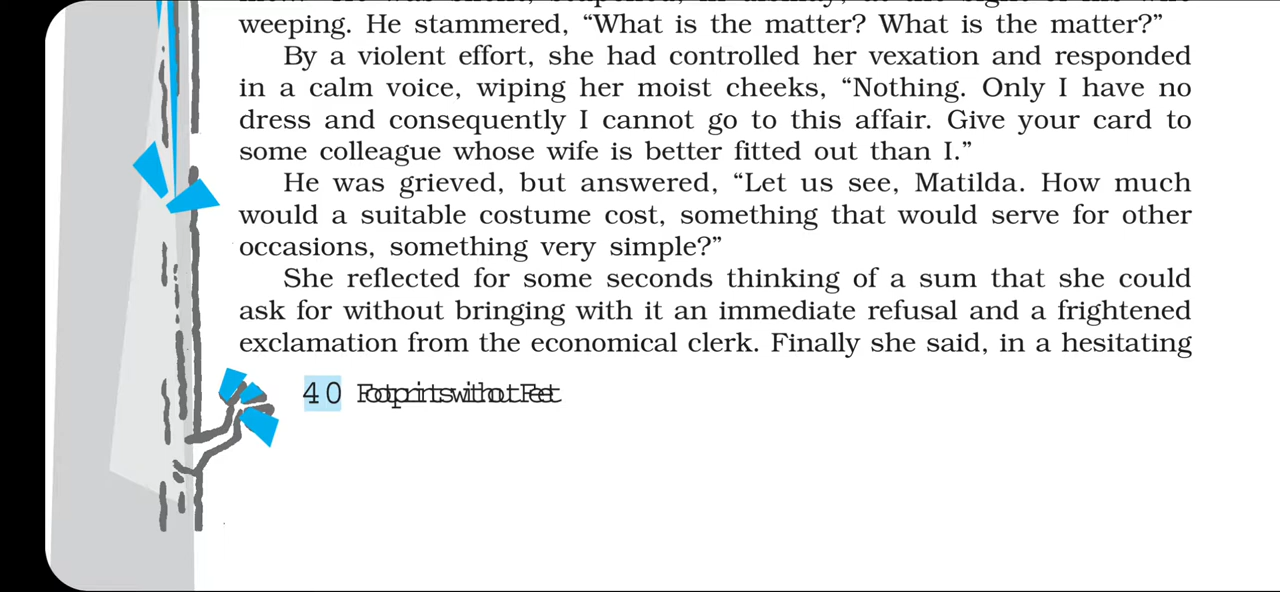 weeping. He stammered, “What is the matter? What is the matter?”
By a violent effort, she had controlled her vexation and responded
in a calm voice, wiping her moist cheeks, “Nothing. Only I have no
dress and consequently I cannot go to this affair. Give your card to
some colleague whose wife is better fitted out than I.”
He was grieved, but answered, “Let us see, Matilda. How much
would a suitable costume cost, something that would serve for other
occasions, something very simple?”
She reflected for some seconds thinking of a sum that she could
ask for without bringing with it an immediate refusal and a frightened
exclamation from the economical clerk. Finally she said, in a hesitating
40 Footprints without Feet